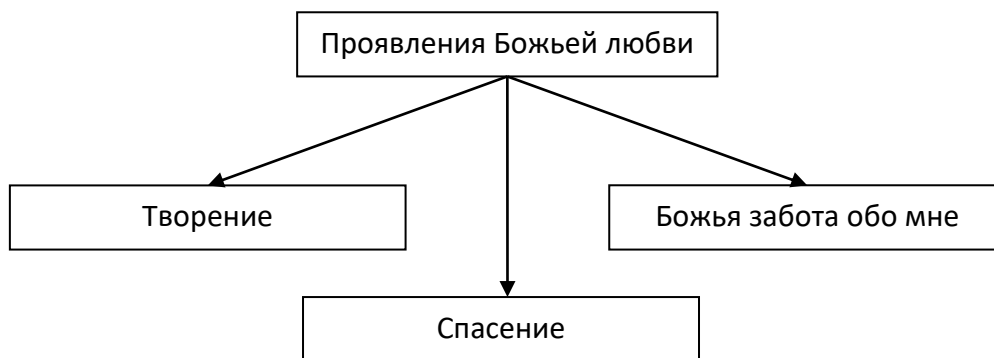 Проявления Божьей любви
Творение
Божья забота обо мне
Спасение